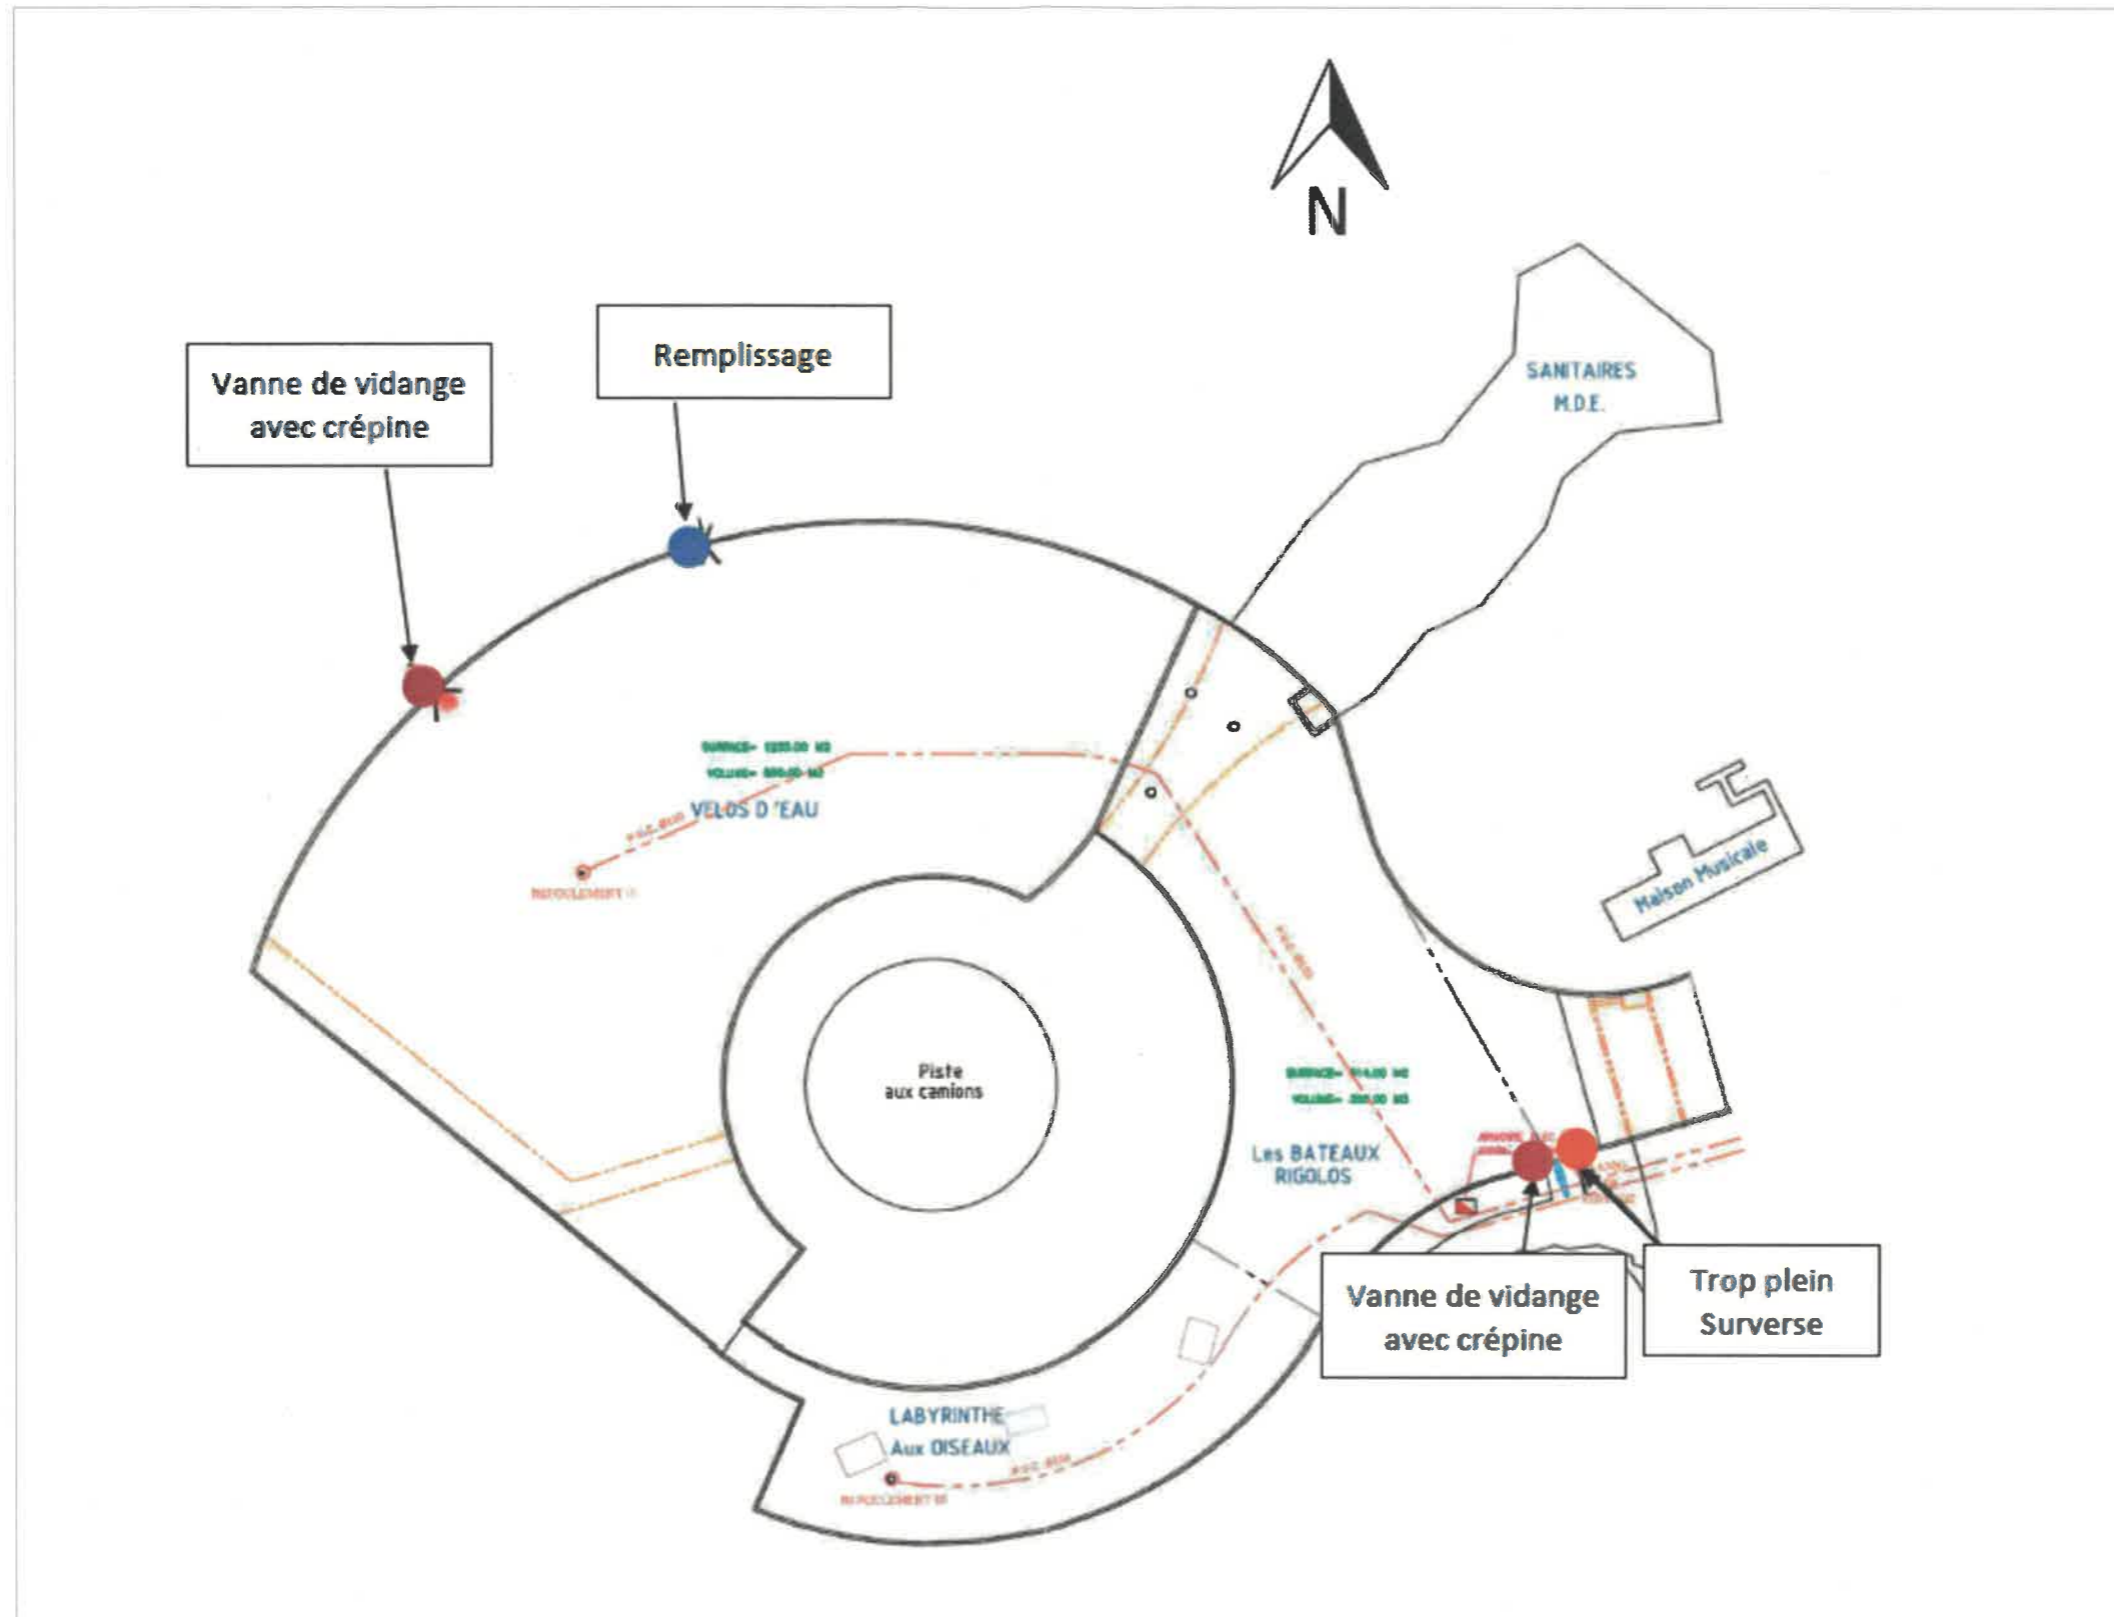 N
Remplissage
Vanne de vidange
avec crépine
SANITAIRES
M.D.E.
VELOS D'EAU
Maison Musicale
Piste
aux camions
Les BATEAUX
RIGOLOS
Vanne de vidange
avec crépine
Trop plein
Surverse
LABYRINTHE
Aux OISEAUX